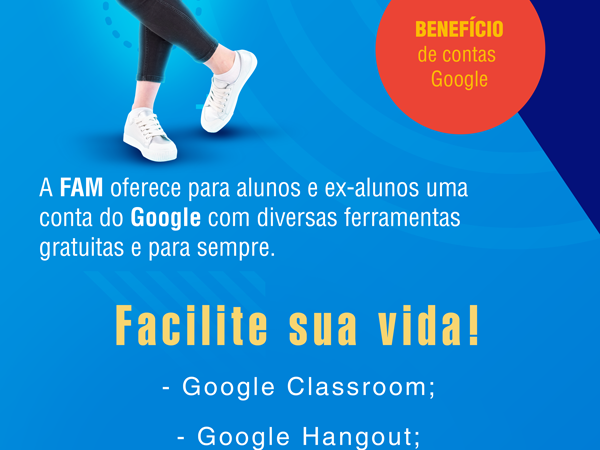 BENEFÍCIO
de contas
Google
A FAM oferece para alunos e ex-alunos uma
conta do Google com diversas ferramentas
gratuitas e para sempre.
Facilite sua vida!
- Google Classroom;
- Google Hangout;